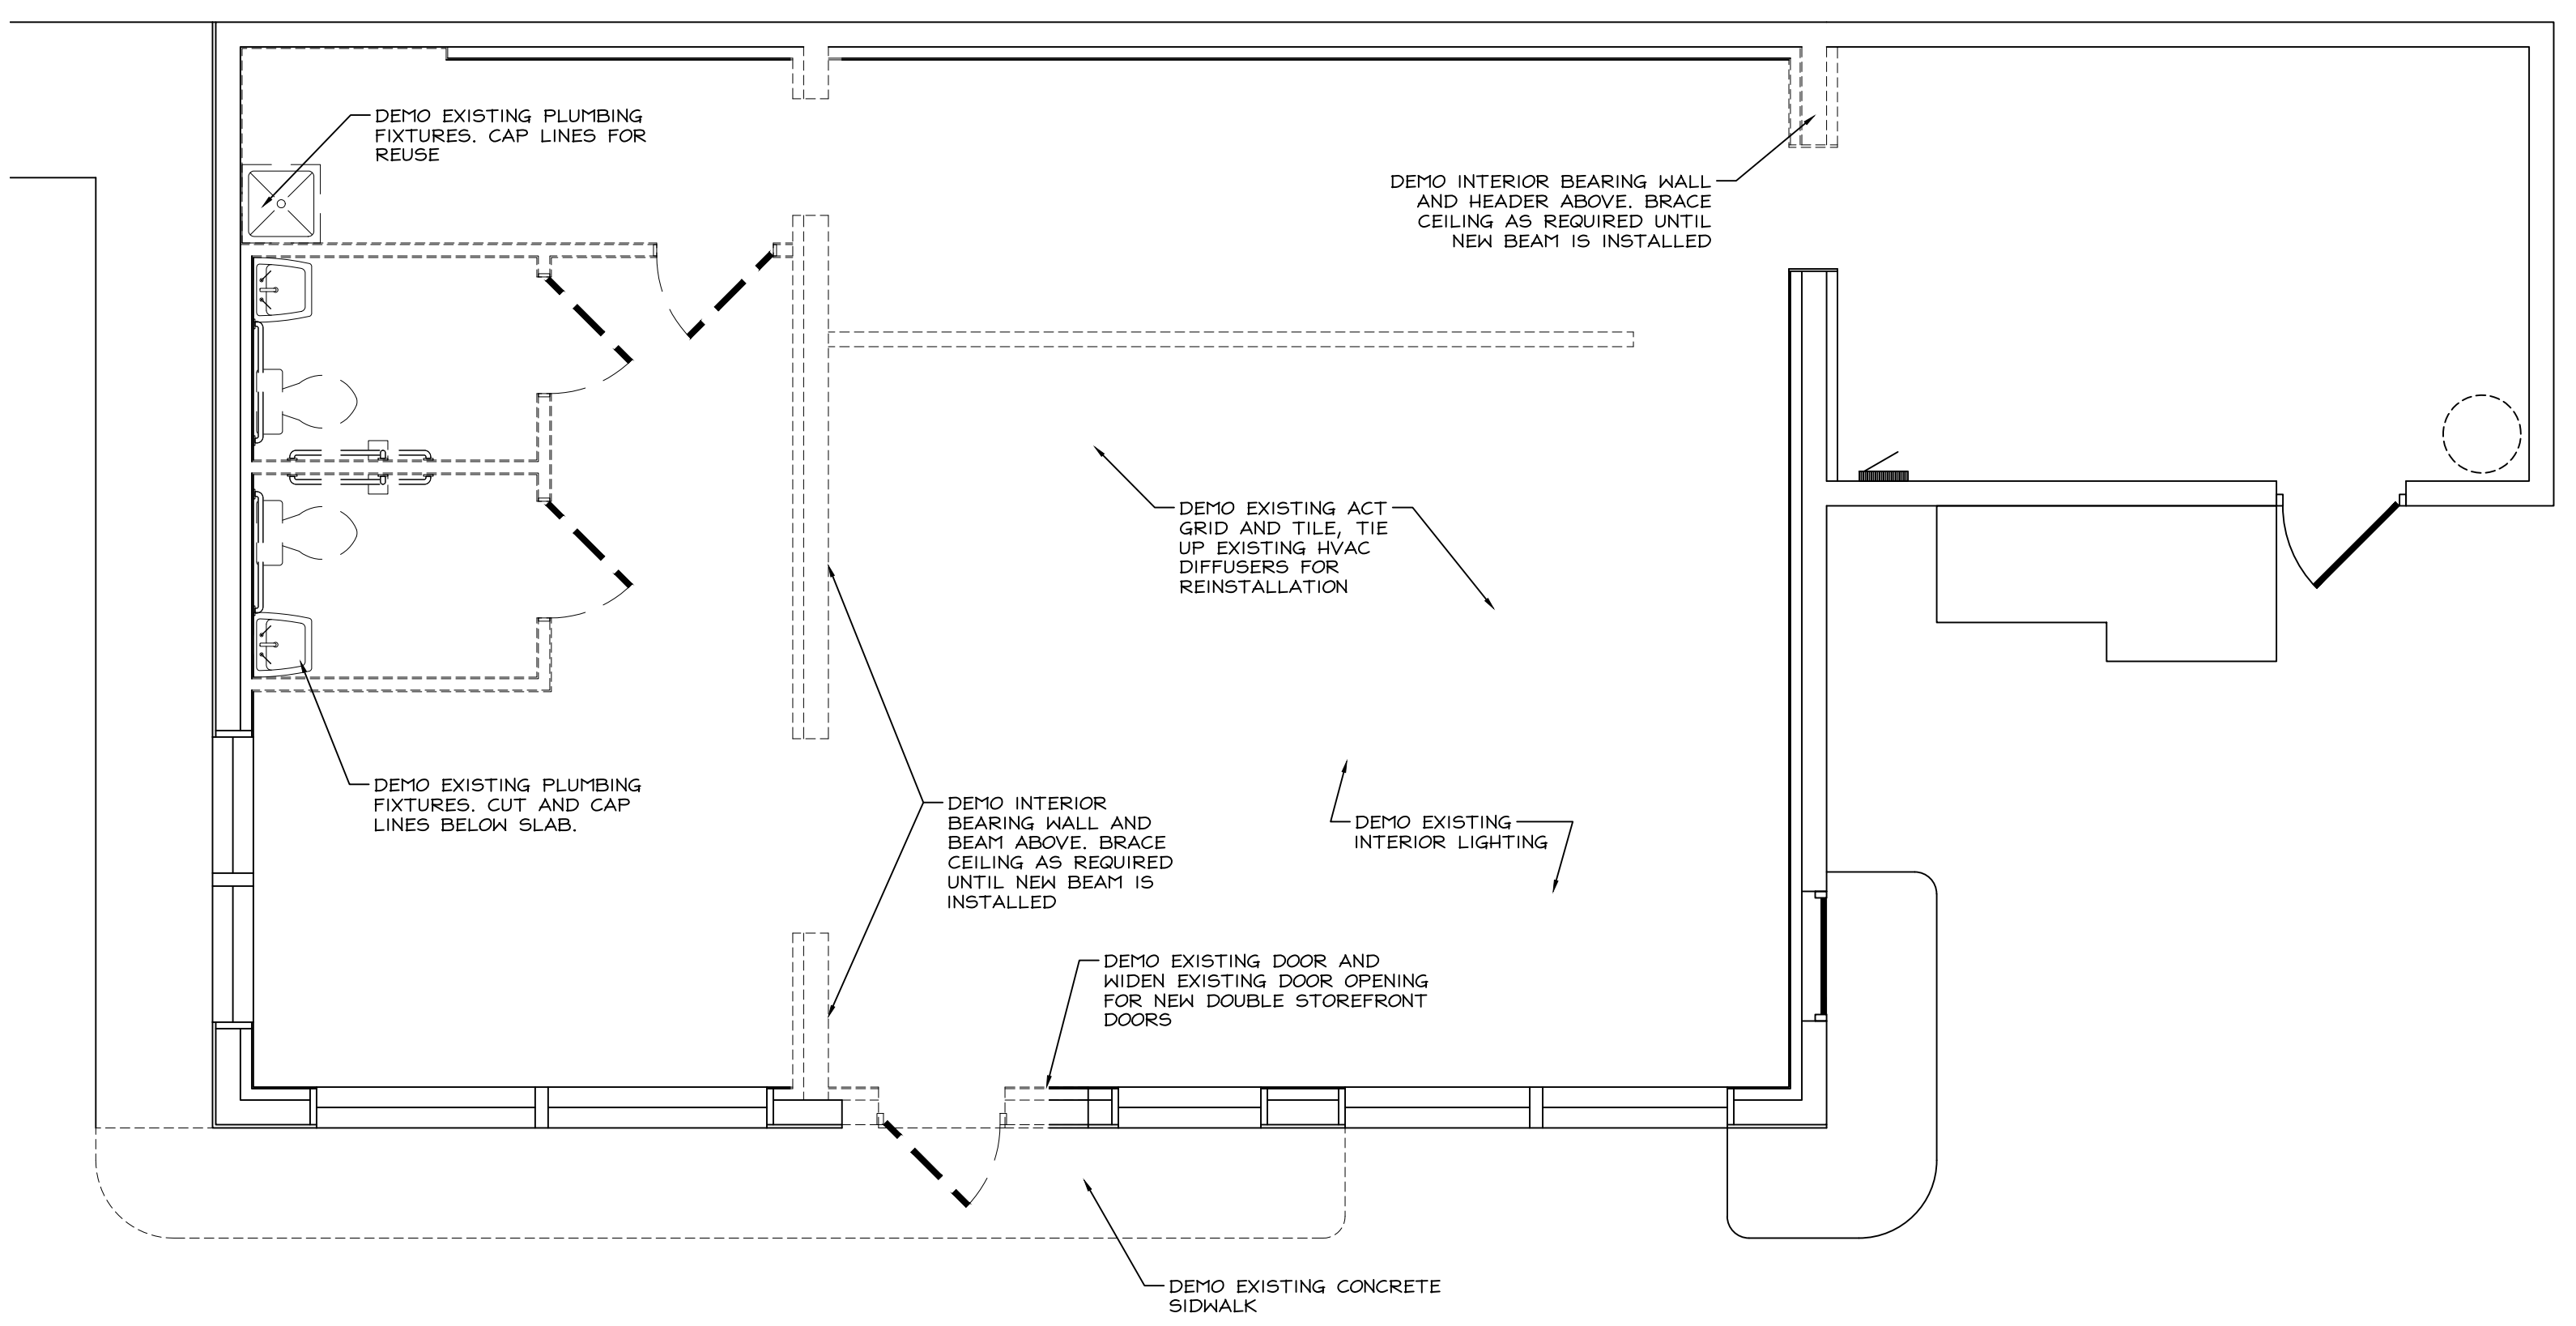 DEMO EXISTING PLUMBING
FIXTURES. CAP LINES FOR
REUSE
DEMO INTERIOR BEARING WALL
AND HEADER ABOVE. BRACE
CEILING AS REQUIRED UNTIL
NEW BEAM IS INSTALLED
DEMO EXISTING ACT
GRID AND TILE, TIE
UP EXISTING HVAC
DIFFUSERS FOR
REINSTALLATION
DEMO EXISTING PLUMBING
FIXTURES. CUT AND CAP
LINES BELOW SLAB.
DEMO INTERIOR
BEARING WALL AND
BEAM ABOVE. BRACE
CEILING AS REQUIRED
UNTIL NEW BEAM IS
INSTALLED
DEMO EXISTING
INTERIOR LIGHTING
DEMO EXISTING DOOR AND
WIDEN EXISTING DOOR OPENING
FOR NEW DOUBLE STOREFRONT
DOORS
DEMO EXISTING CONCRETE
SIDWALK